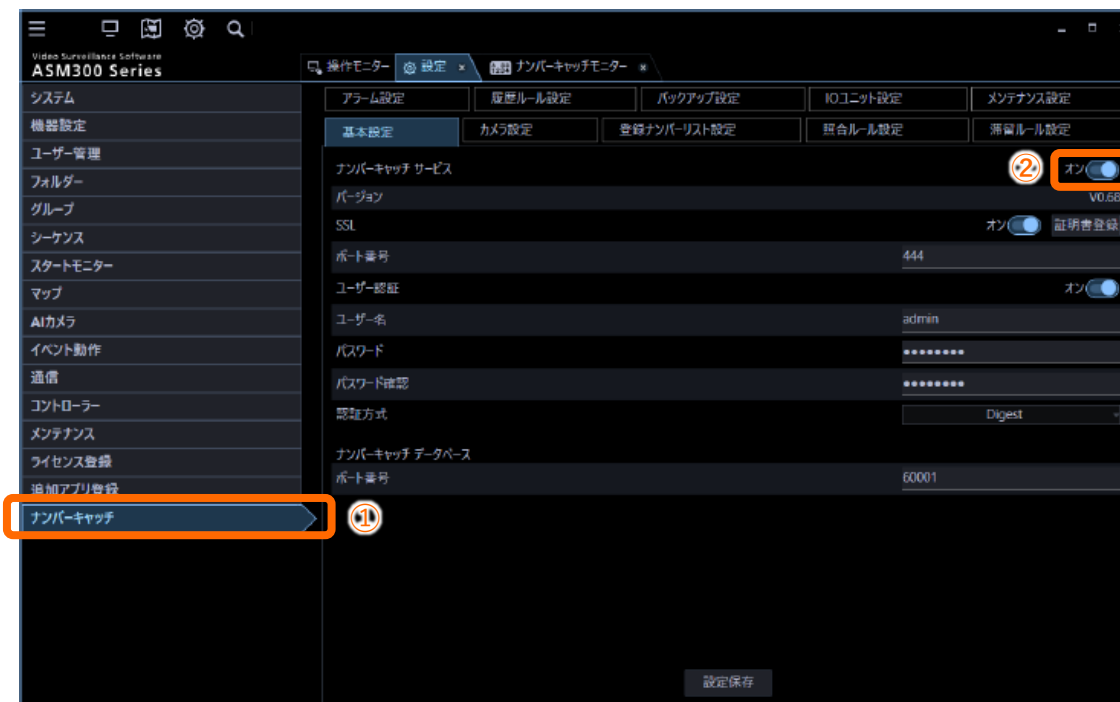 Video Surveillance Software
ASM300 Series
操作モニター
設定
ナンバーキャッチモニター
システム
機器設定
ユーザー管理
フォルダー
グループ
シーケンス
スタートモニター
マップ
AIカメラ
イベント動作
通信
コントローラー
メンテナンス
ライセンス登録
追加アプリ登録
ナンバーキャッチ
①
アラーム設定
履歴ルール設定
バックアップ設定
IOユニット設定
メンテナンス設定
基本設定
カメラ設定
登録ナンバーリスト設定
照合ルール設定
滞留ルール設定
ナンバーキャッチ サービス
②
オン
バージョン
V0.68
SSL
オン
証明書登録
ポート番号
444
ユーザー認証
オン
ユーザー名
admin
パスワード
••••••••
パスワード確認
••••••••
認証方式
Digest
ナンバーキャッチ データベース
ポート番号
60001
設定保存